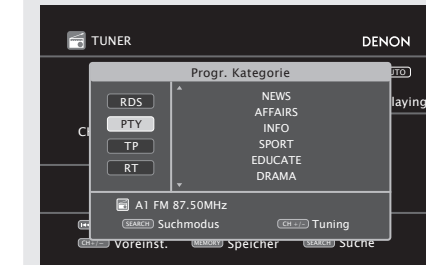 TUNER DENON
Progr. Kategorie
RDS
PTY
TP
RT
NEWS
AFFAIRS
INFO
SPORT
EDUCATE
DRAMA
A1 FM 87.50MHz
SEARCH Suchmodus CH +/– Tuning
CH+/– Voreinst. MEMORY Speicher SEARCH Suche